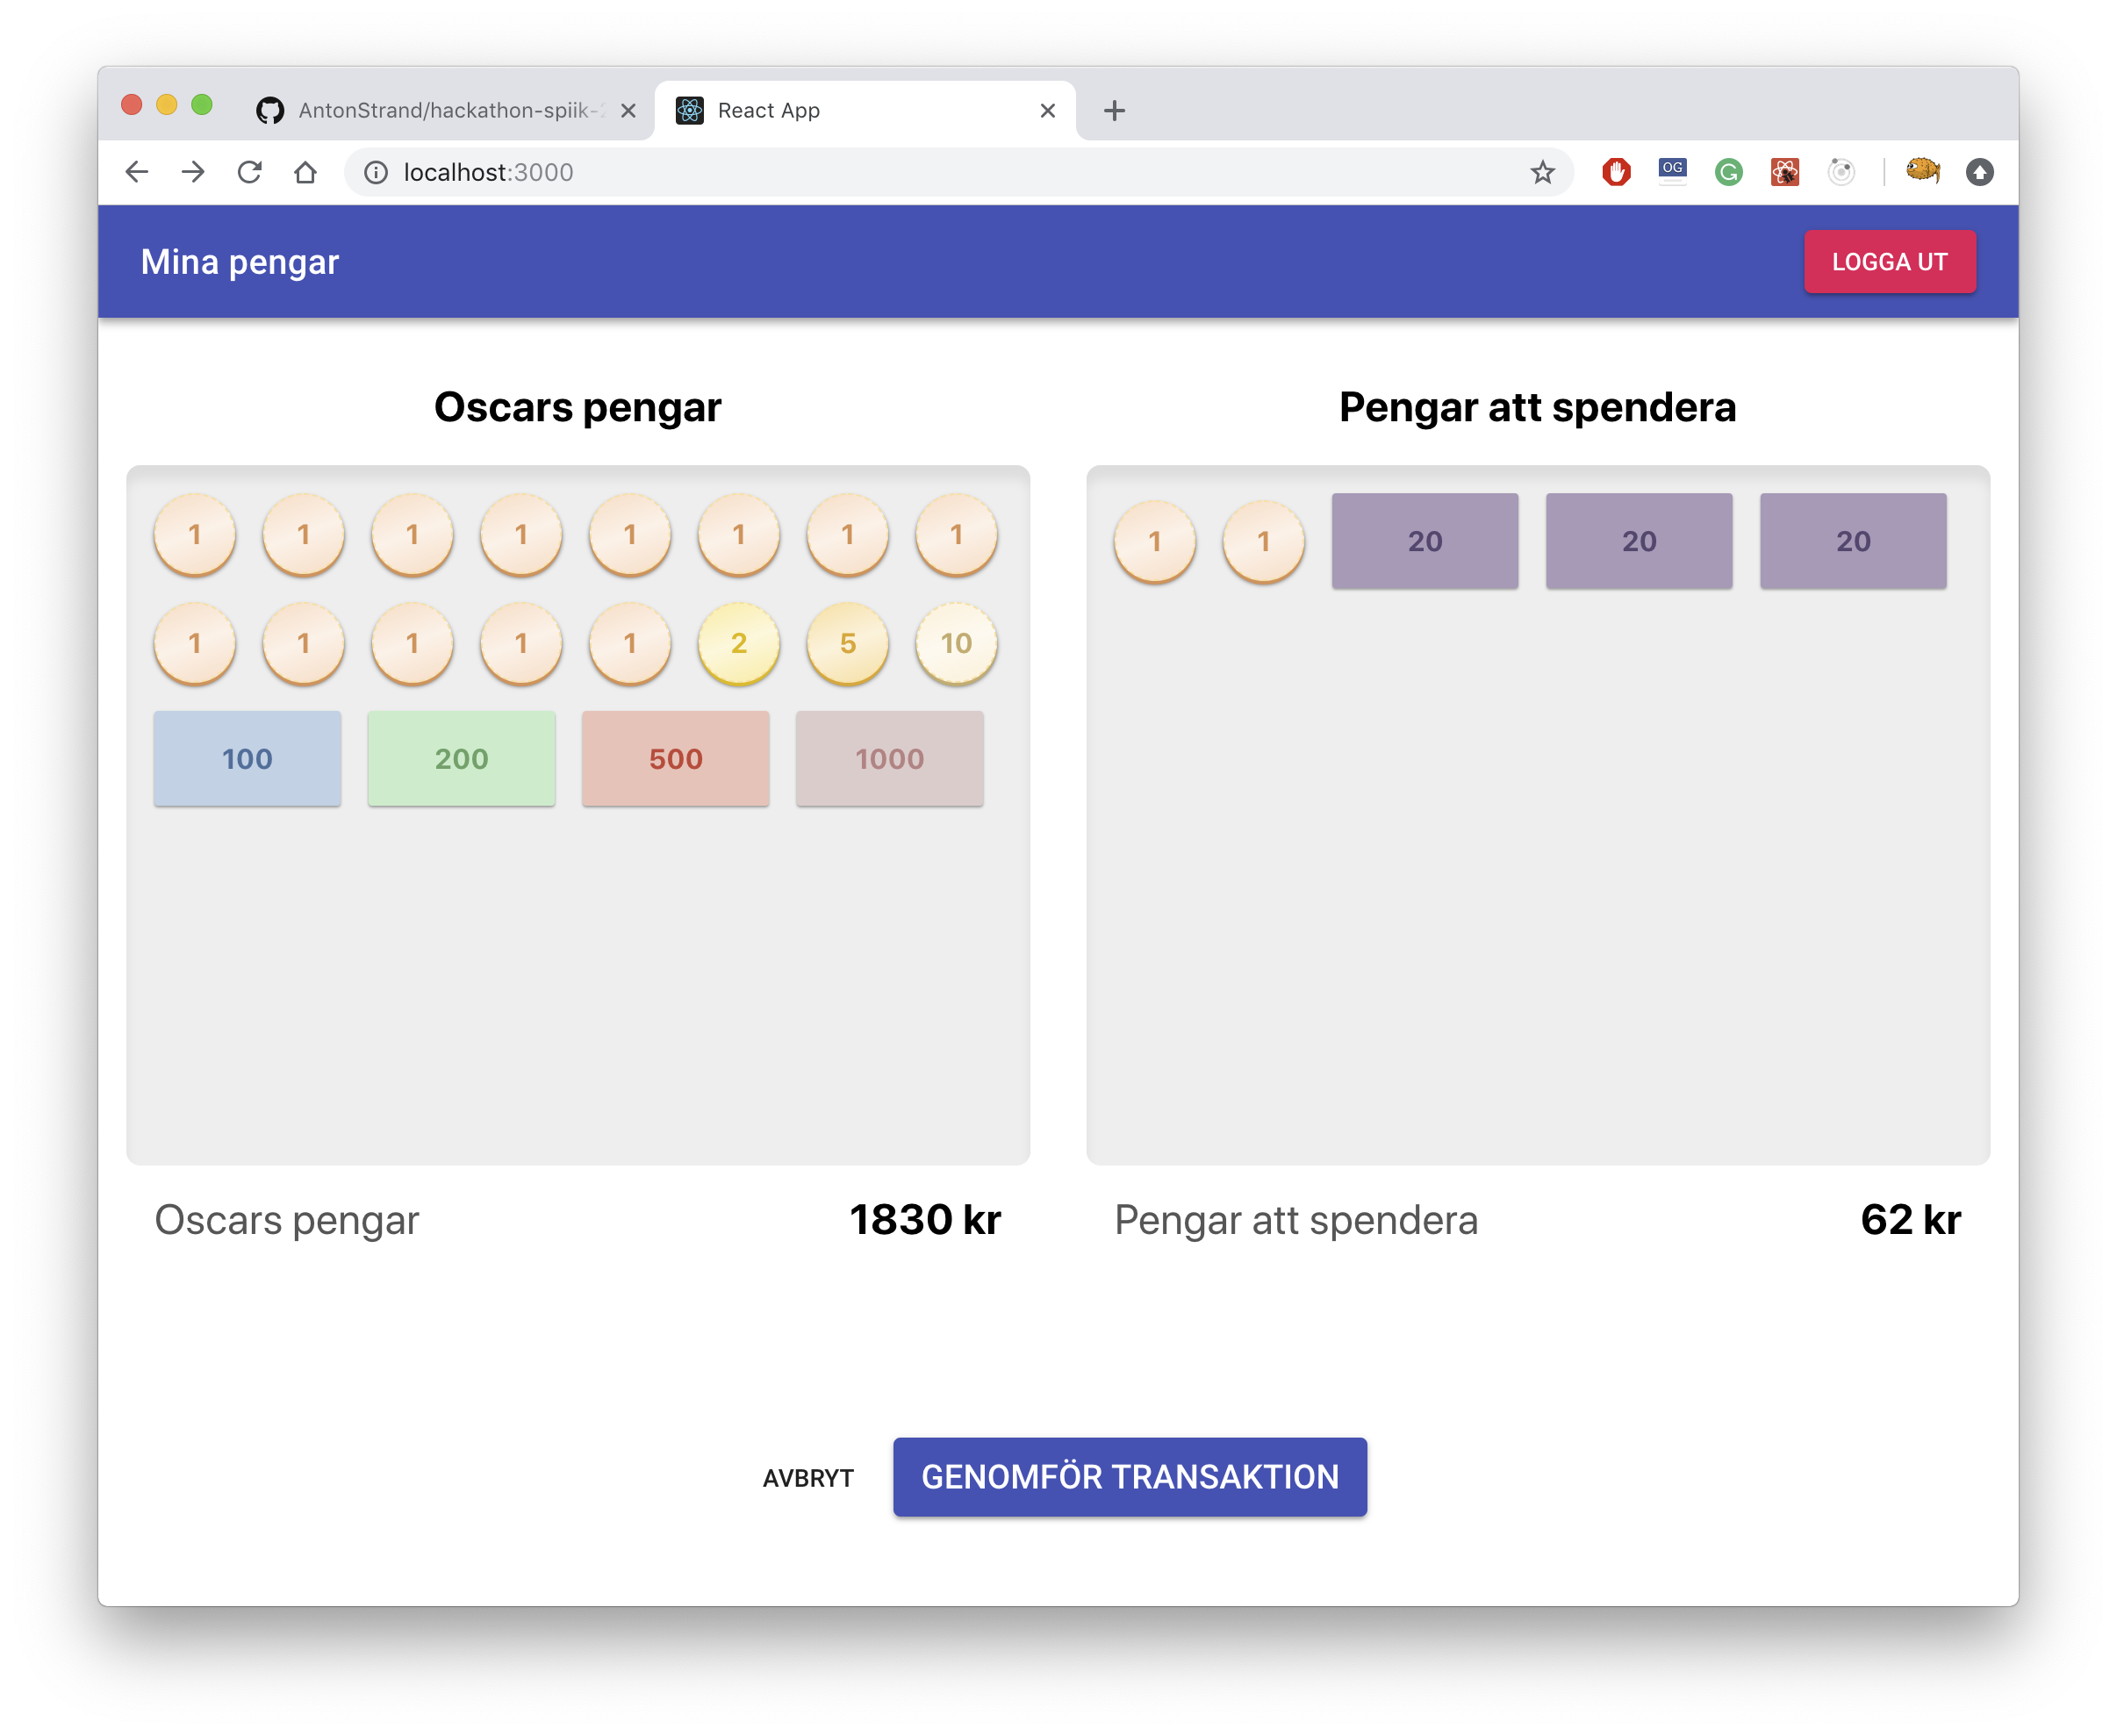 AntonStrand/hackathon-spiik-
React App
localhost:3000
OG
Mina pengar
LOGGA UT
Oscars pengar
Pengar att spendera
1 1 1 1 1 1 1 1
1 1 1 1 1 2 5 10
100 200 500 1000
1 1 20 20 20
Oscars pengar 1830 kr
Pengar att spendera 62 kr
AVBRYT
GENOMFÖR TRANSAKTION